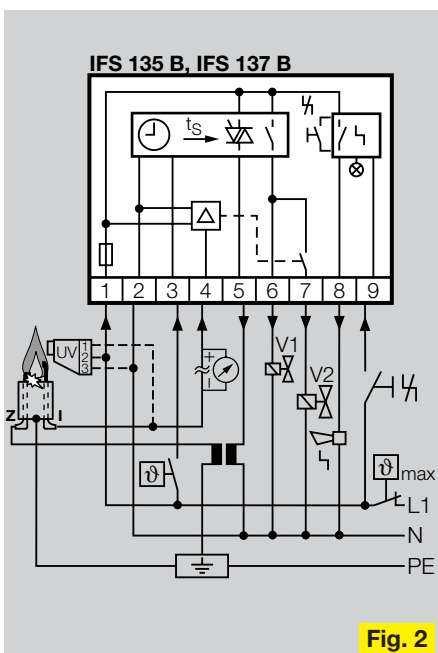 IFS 135 B, IFS 137 B
tS
1 2 3 4 5 6 7 8 9
UV 1
2
3
+
–
V1
V2
Z I
ϑ
ϑ max
L1
N
PE
Fig. 2